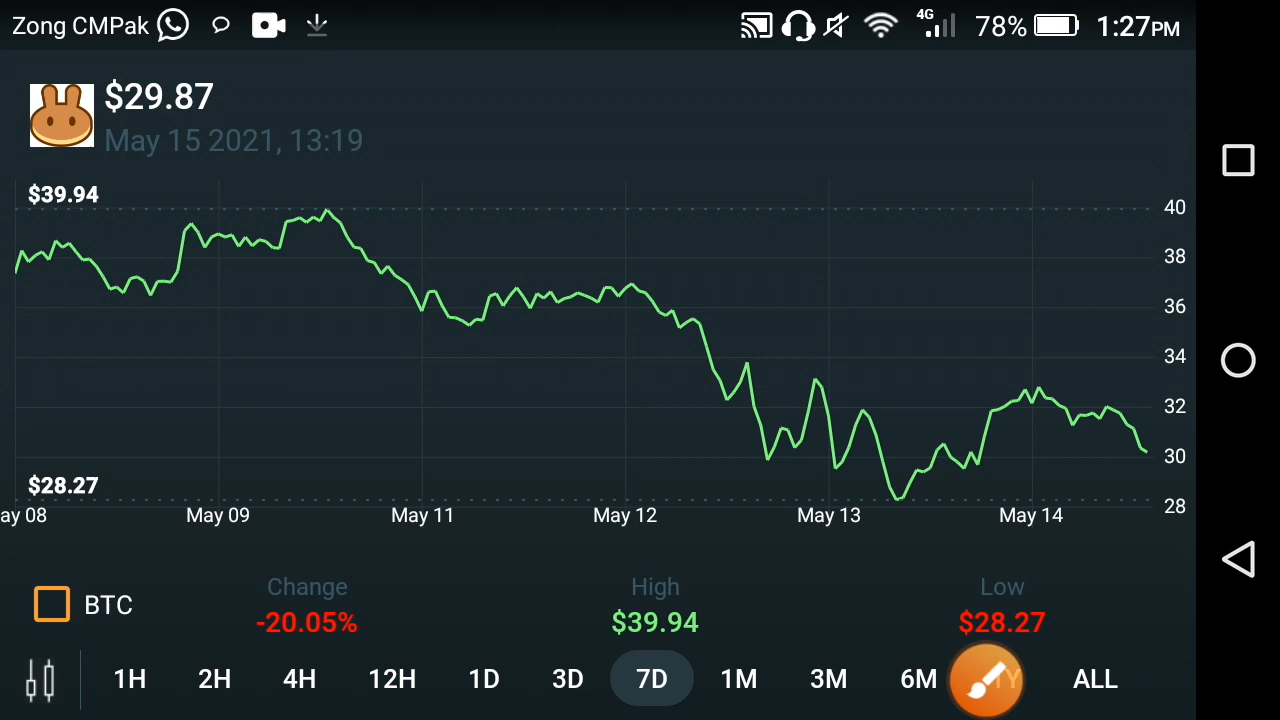 Zong CMPak 4G 78% 1:27PM
$29.87
May 15 2021, 13:19
$39.94
40
38
36
34
32
30
$28.27
28
ay 08 May 09 May 11 May 12 May 13 May 14
Change High Low
BTC -20.05% $39.94 $28.27
1H 2H 4H 12H 1D 3D 7D 1M 3M 6M Y ALL